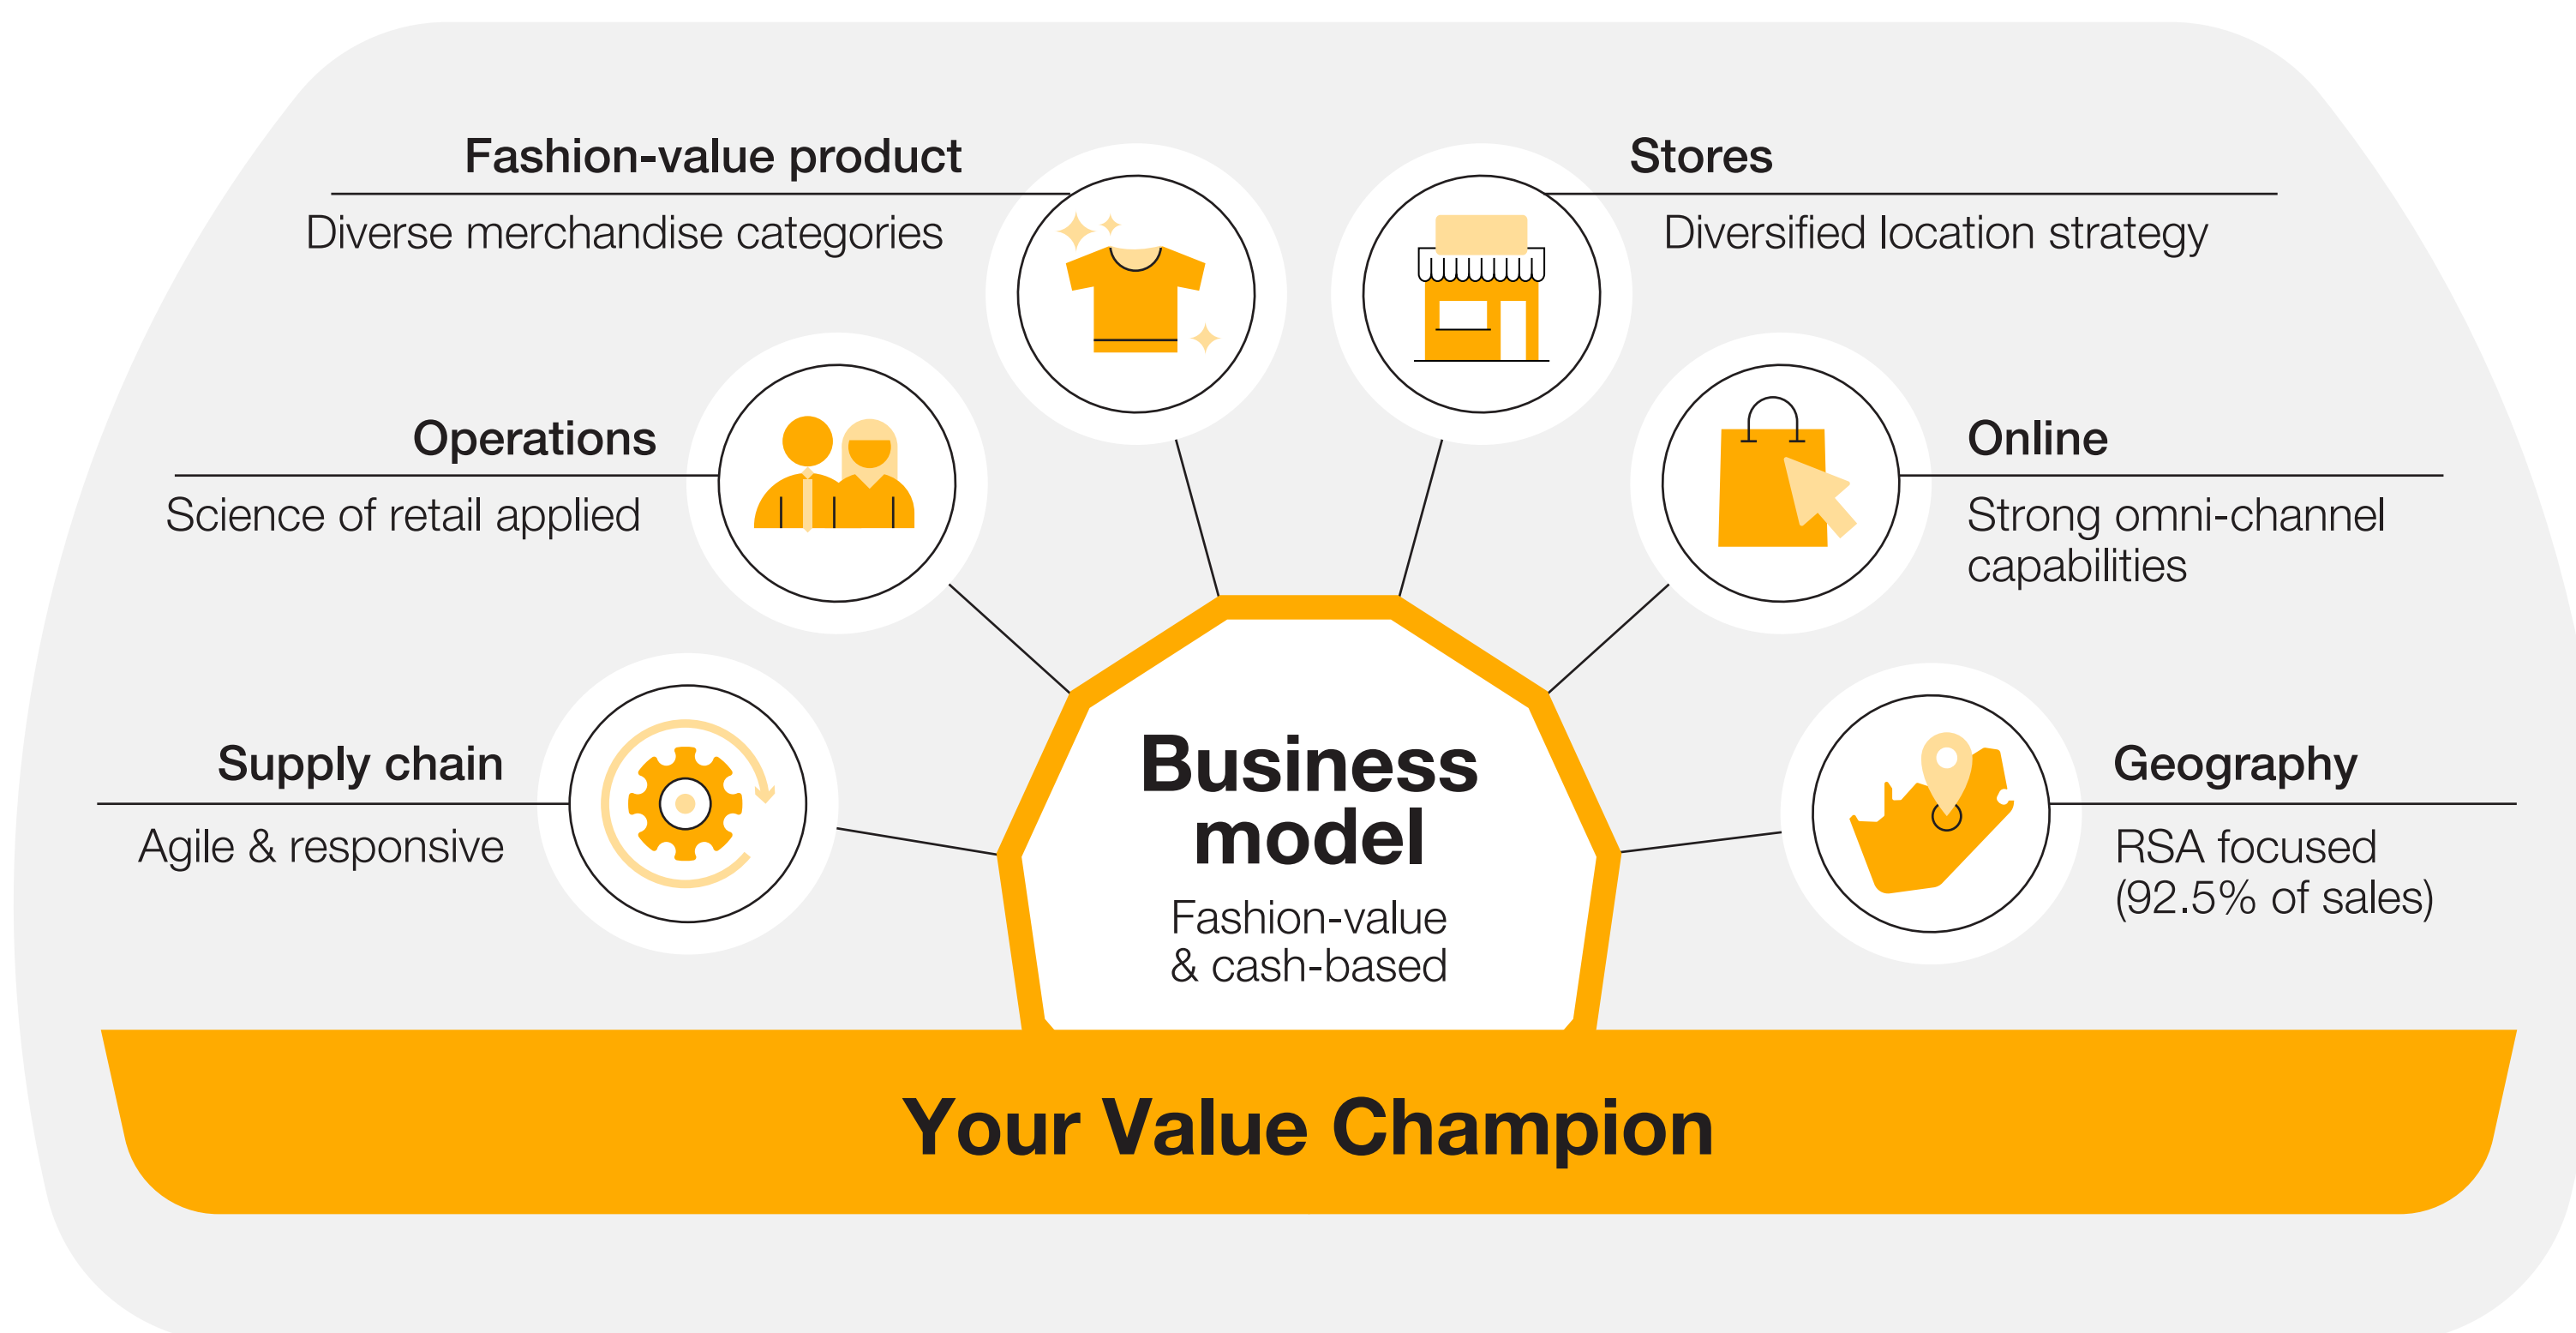 Fashion-value product
Diverse merchandise categories
Stores
Diversified location strategy
Operations
Science of retail applied
Online
Strong omni-channel
capabilities
Supply chain
Agile & responsive
Geography
RSA focused
(92.5% of sales)
Business
model
Fashion-value
& cash-based
Your Value Champion